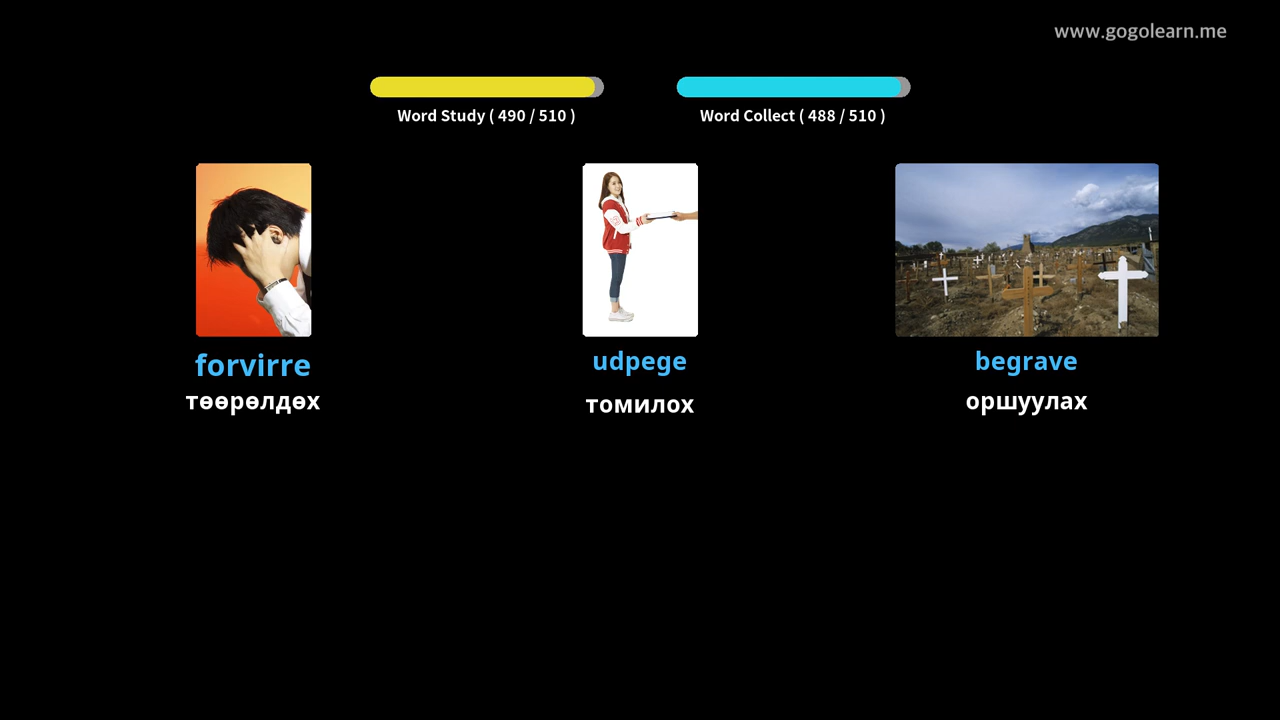 www.gogolearn.me
Word Study ( 490 / 510 )
Word Collect ( 488 / 510 )
forvirre
төөрөлдөх
udpege
томилох
begrave
оршуулах